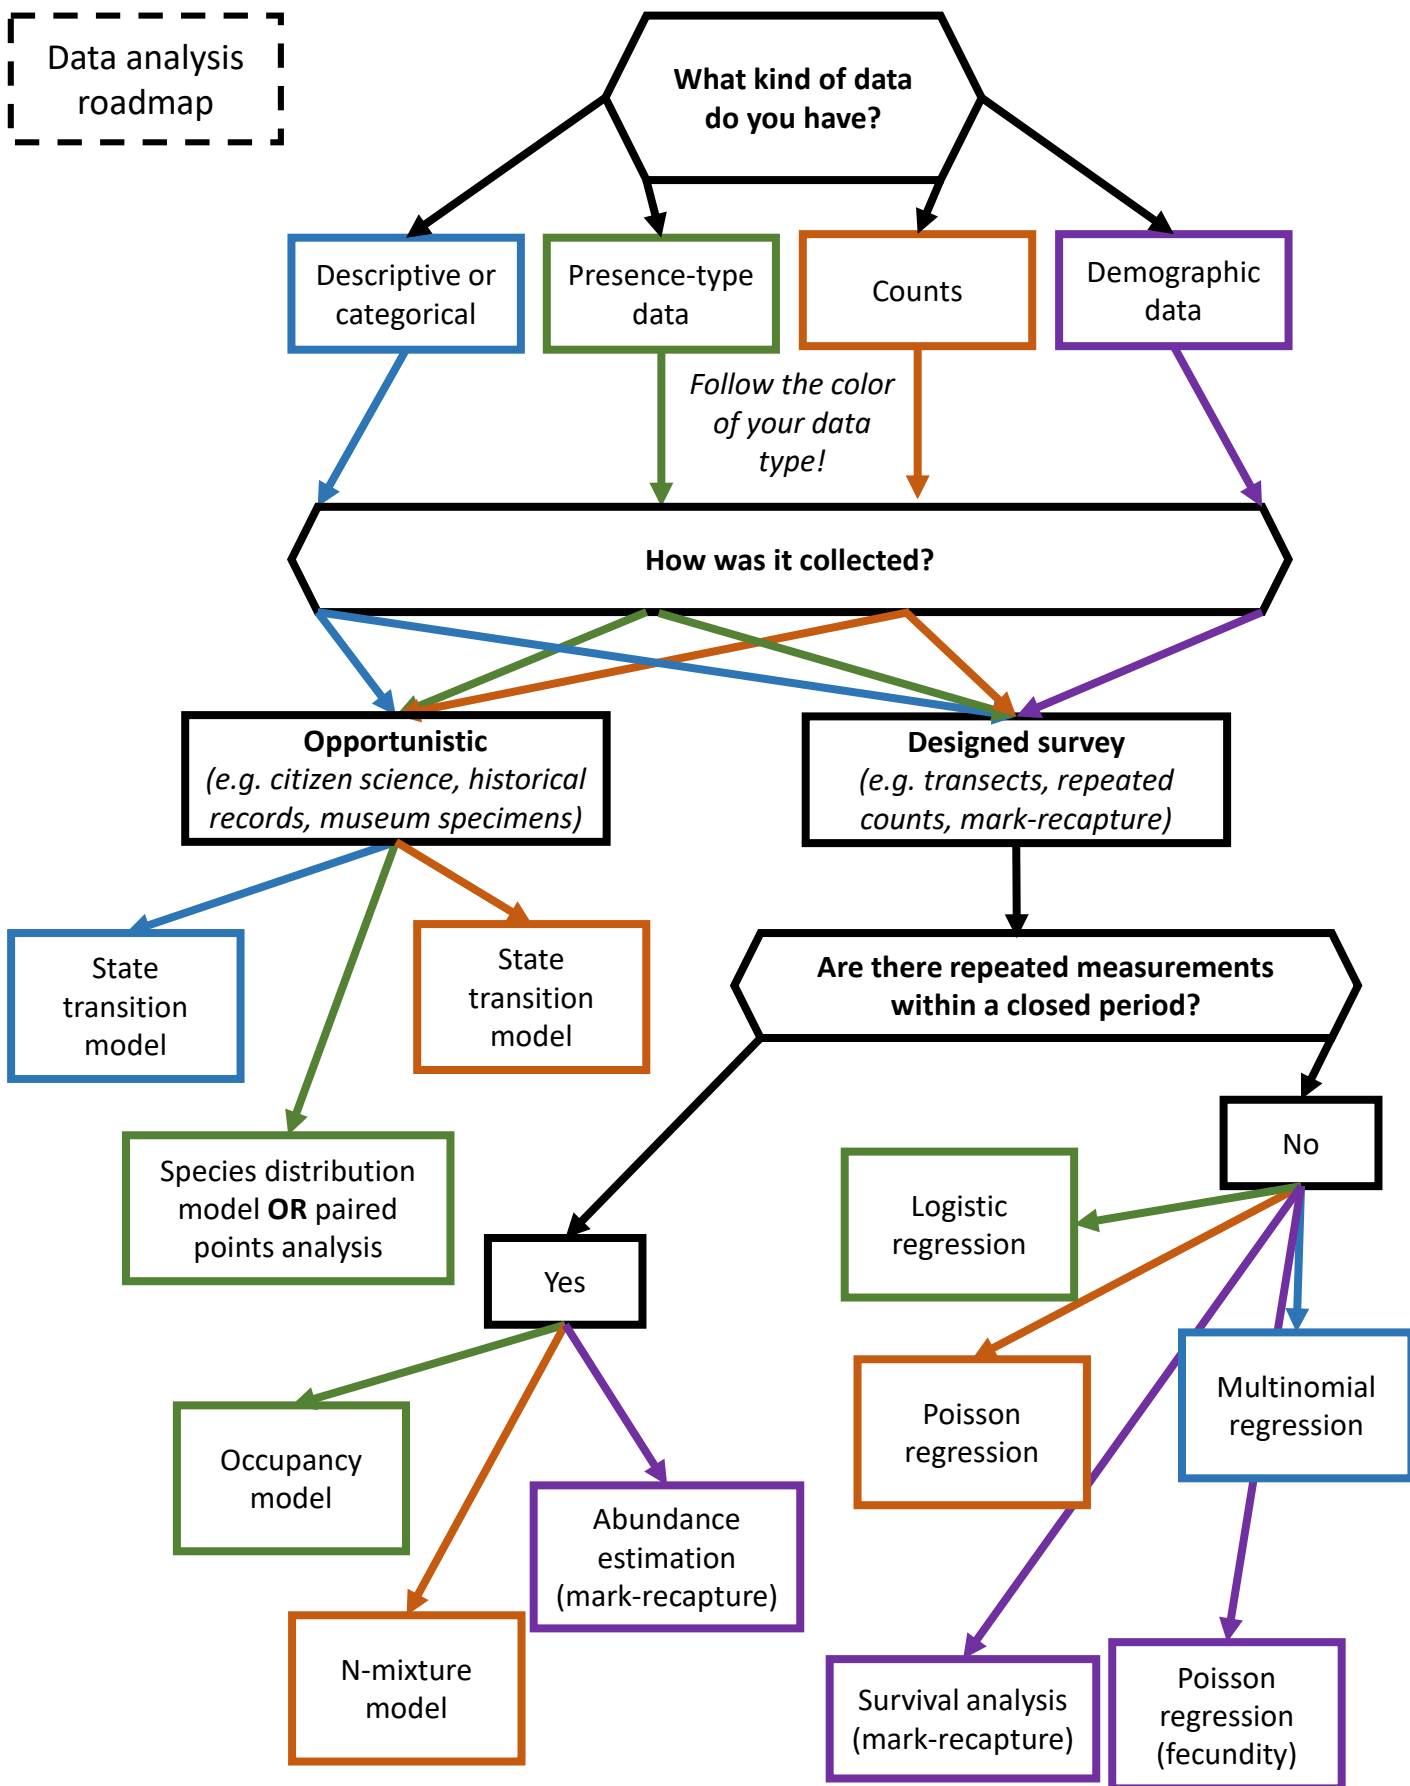 Data analysis
roadmap
What kind of data
do you have?
Descriptive or
categorical
Presence-type
data
Counts
Demographic
data
Follow the color
of your data
type!
How was it collected?
Opportunistic
(e.g. citizen science, historical
records, museum specimens)
Designed survey
(e.g. transects, repeated
counts, mark-recapture)
State
transition
model
State
transition
model
Are there repeated measurements
within a closed period?
Species distribution
model OR paired
points analysis
No
Logistic
regression
Yes
Poisson
regression
Multinomial
regression
Occupancy
model
Abundance
estimation
(mark-recapture)
N-mixture
model
Survival analysis
(mark-recapture)
Poisson
regression
(fecundity)